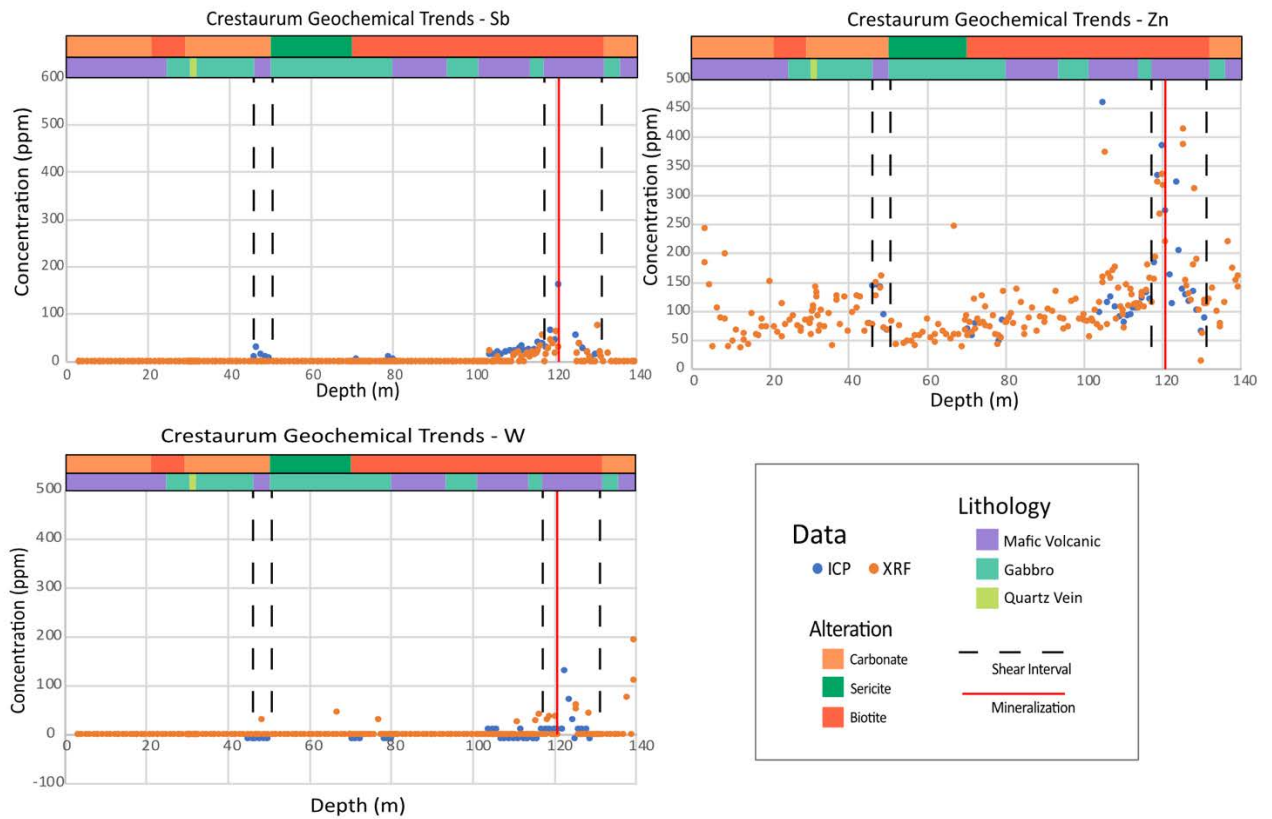 Crestaurum Geochemical Trends - Sb
600
500
400
300
200
100
0
Concentration (ppm)
0 20 40 60 80 100 120 140
Depth (m)
Crestaurum Geochemical Trends - Zn
500
450
400
350
300
250
200
150
100
50
0
Concentration (ppm)
0 20 40 60 80 100 120 140
Depth (m)
Crestaurum Geochemical Trends - W
500
400
300
200
100
0
-100
Concentration (ppm)
0 20 40 60 80 100 120 140
Depth (m)
Data
ICP XRF
Alteration
Carbonate
Sericite
Biotite
Lithology
Mafic Volcanic
Gabbro
Quartz Vein
Shear Interval
Mineralization